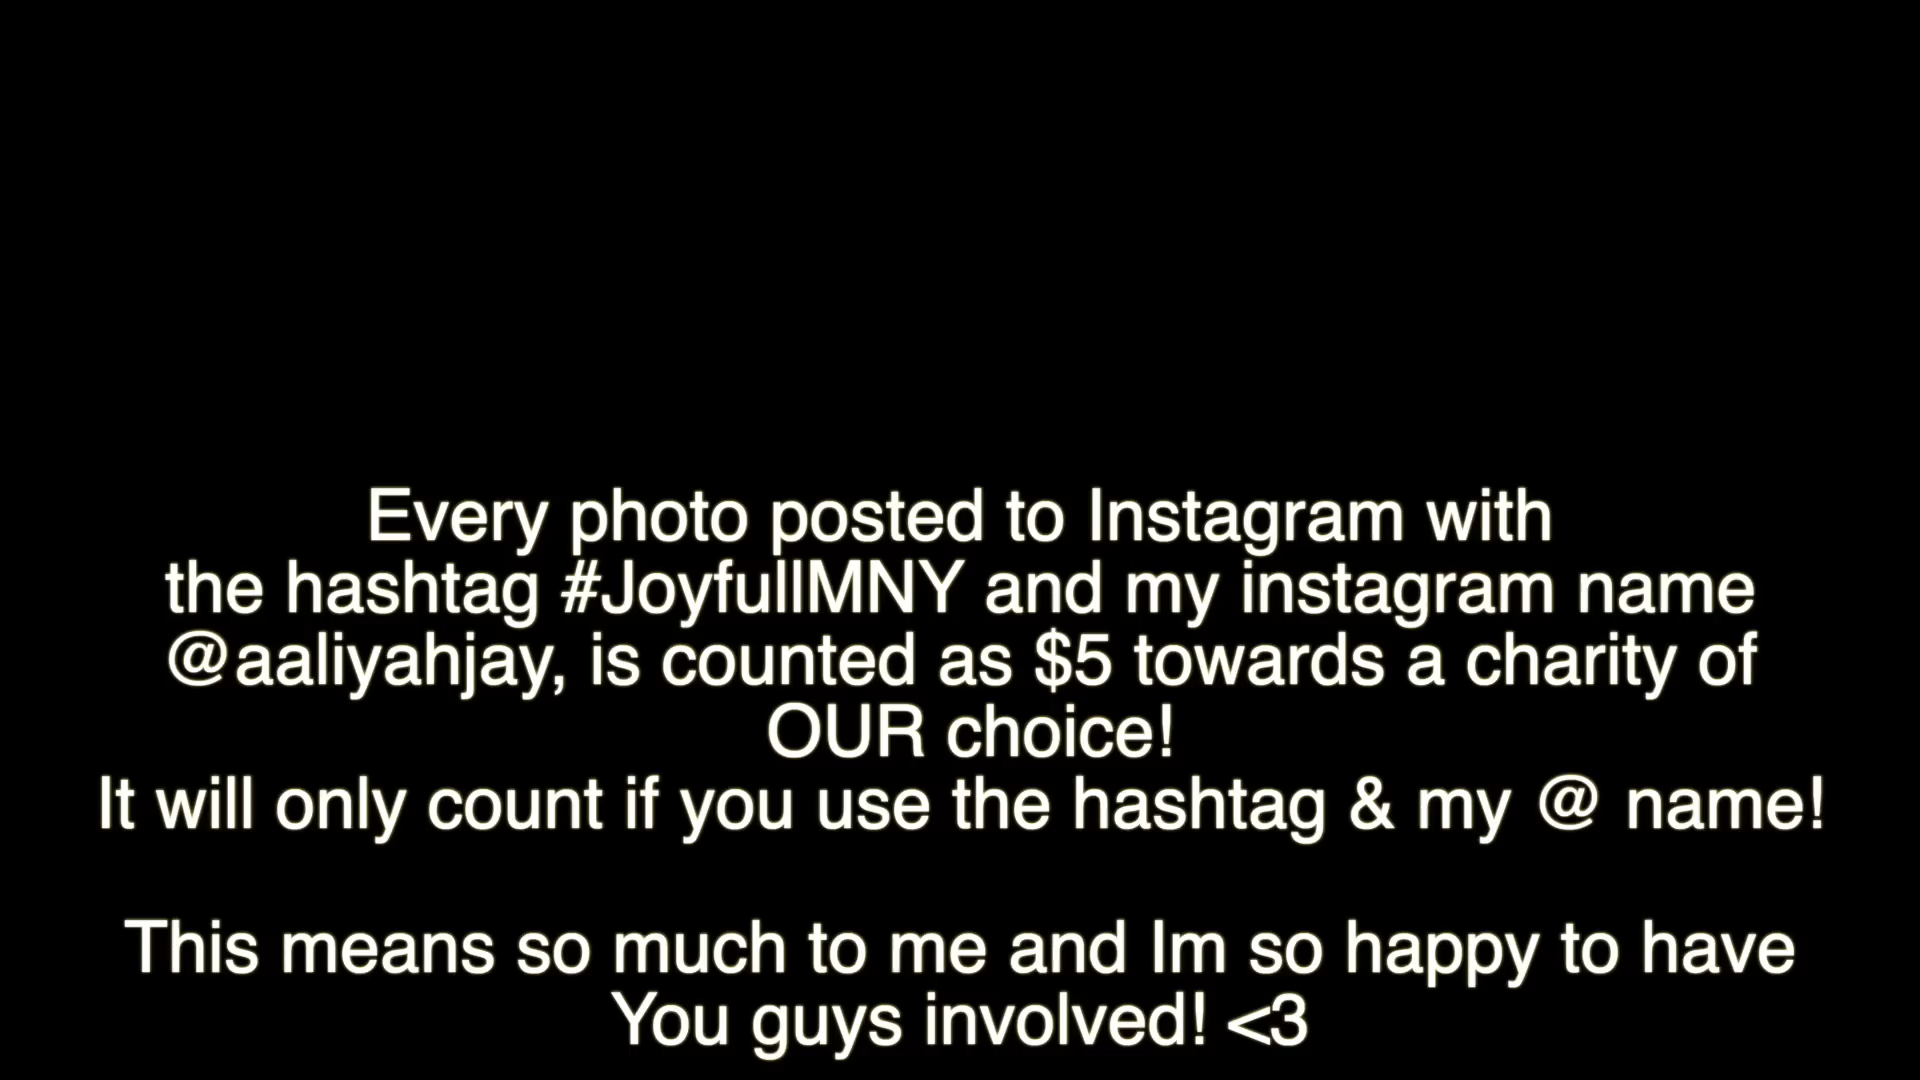 Every photo posted to Instagram with
the hashtag #JoyfullMNY and my instagram name
@aaliyahjay, is counted as $5 towards a charity of
OUR choice!
It will only count if you use the hashtag & my @ name!
This means so much to me and Im so happy to have
You guys involved! <3